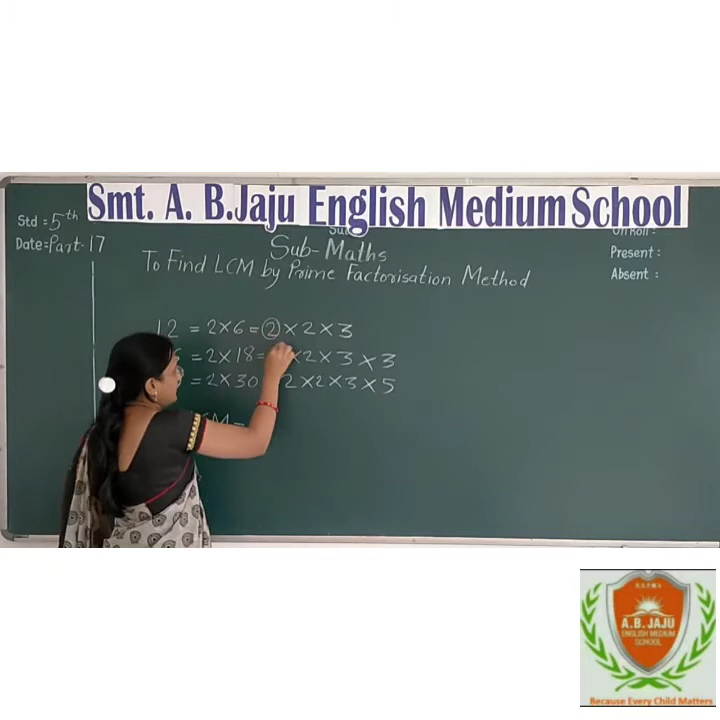 Smt. A. B.Jaju English Medium School
Std : 5th
Date: Part-17
Sub- Maths
To Find LCM by Prime Factorisation Method
On Roll :
Present :
Absent :
12 = 2×6 = 2×2×3
= 2×18 = ×2×3×3
= 2×30 2×2×3×5
A.B. JAJU
ENGLISH MEDIUM
SCHOOL
Because Every Child Matters